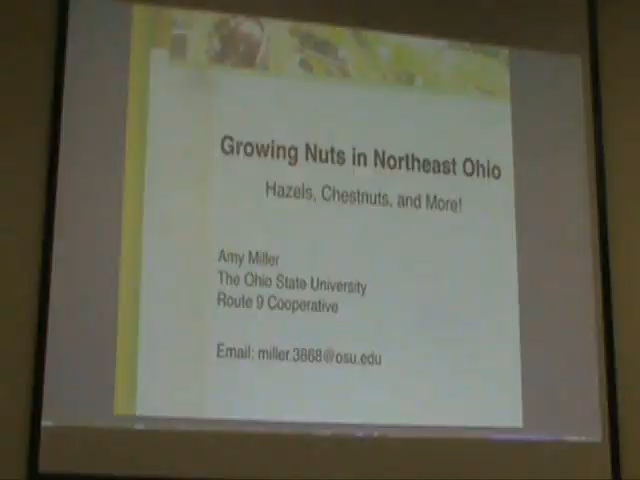 Growing Nuts in Northeast Ohio
Hazels, Chestnuts, and More!
Amy Miller
The Ohio State University
Route 9 Cooperative
Email: miller.3868@osu.edu